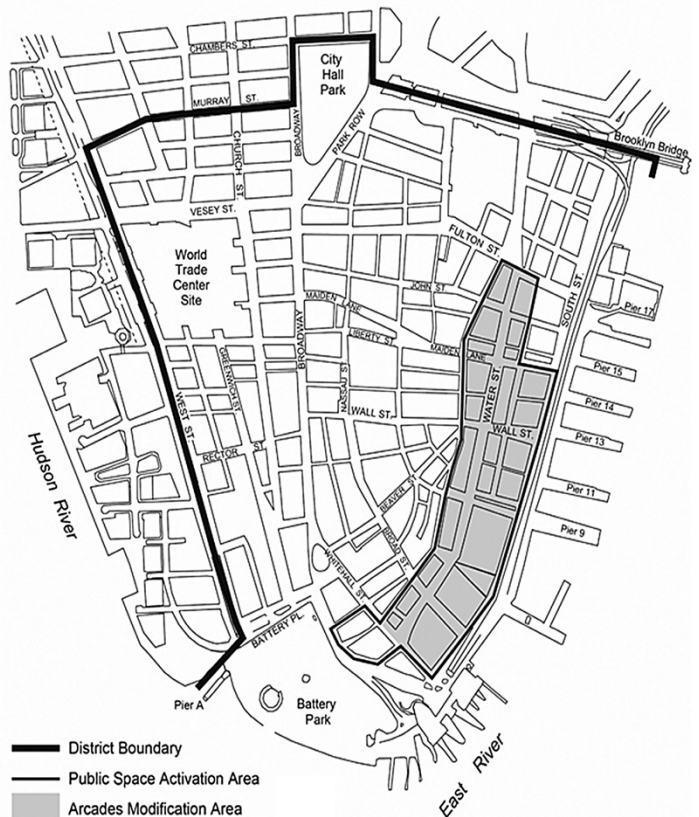 CHAMBERS ST.
City
Hall
Park
MURRAY ST.
BROADWAY
PARK ROW
CHURCH ST.
Brooklyn Bridge
VESEY ST.
World
Trade
Center
Site
FULTON ST.
SOUTH ST.
JOHN ST.
Pier 17
MAIDEN LANE
LIBERTY ST.
MAIDEN LANE
BROADWAY
GREENWICH ST.
NASSAU ST.
WATER ST.
Pier 15
WEST ST.
WALL ST.
Pier 14
WALL ST.
Pier 13
RECTOR ST
Hudson River
BEAVER ST.
Pier 11
BROAD ST.
Pier 9
WHITEHALL ST.
BATTERY PL.
Pier A
Battery
Park
East River
District Boundary
Public Space Activation Area
Arcades Modification Area